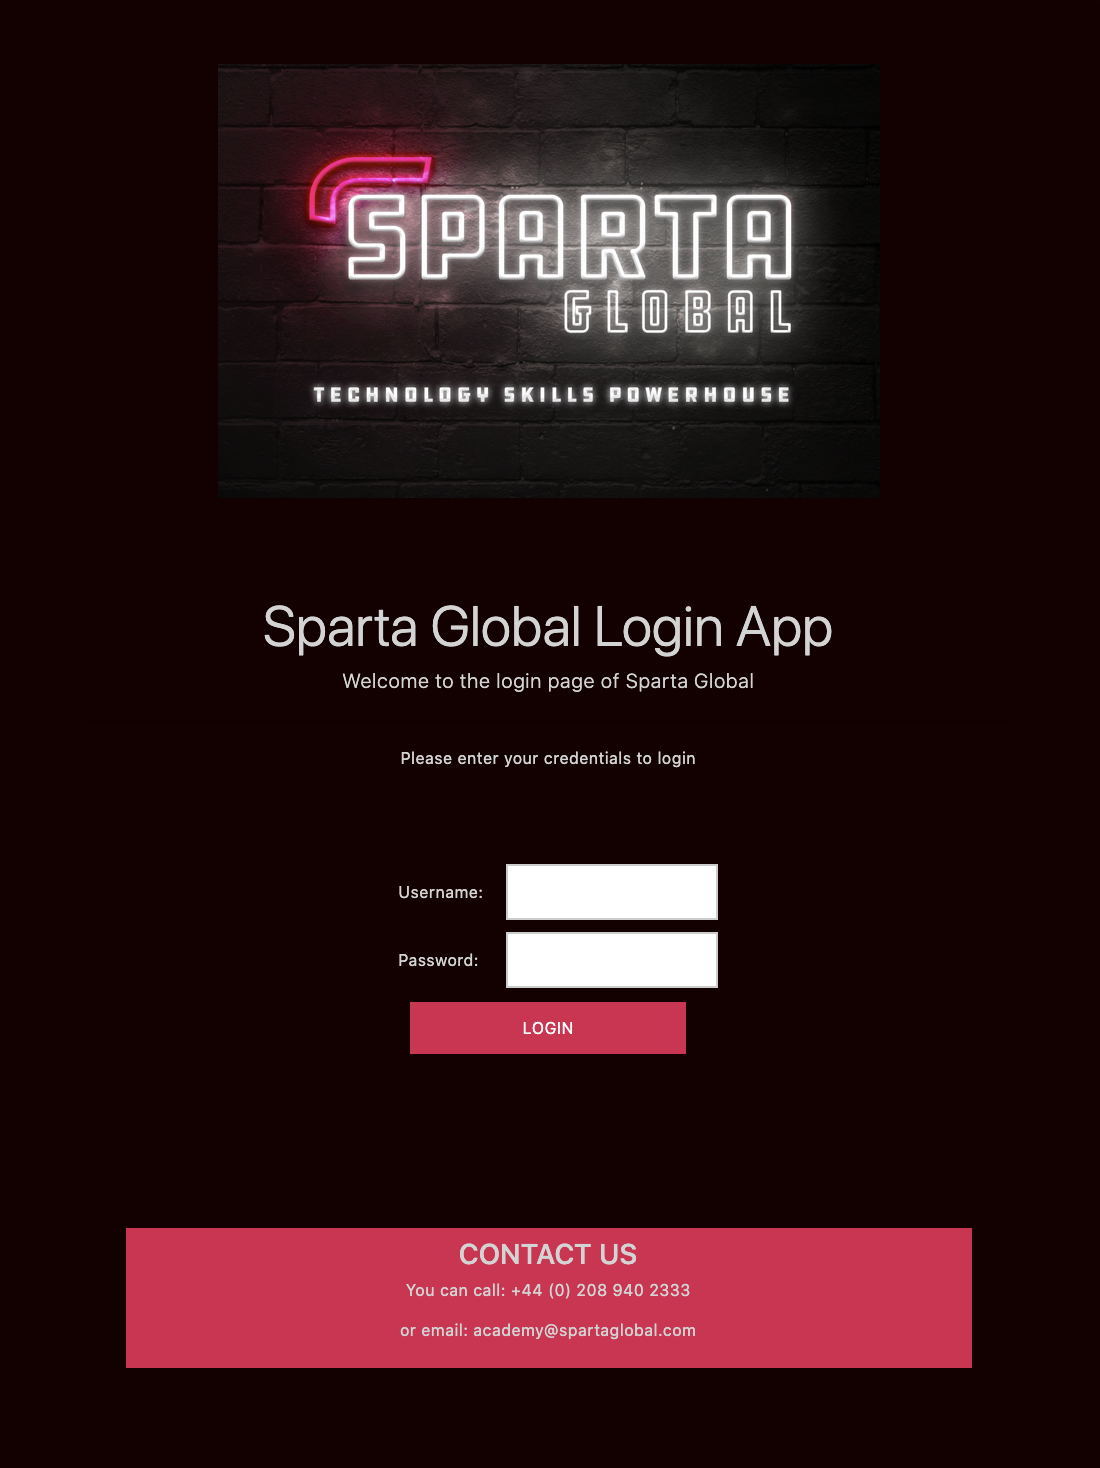 SPARTA
GLOBAL
TECHNOLOGY SKILLS POWERHOUSE
Sparta Global Login App
Welcome to the login page of Sparta Global
Please enter your credentials to login
Username:
Password:
LOGIN
CONTACT US
You can call: +44 (0) 208 940 2333
or email: academy@spartaglobal.com